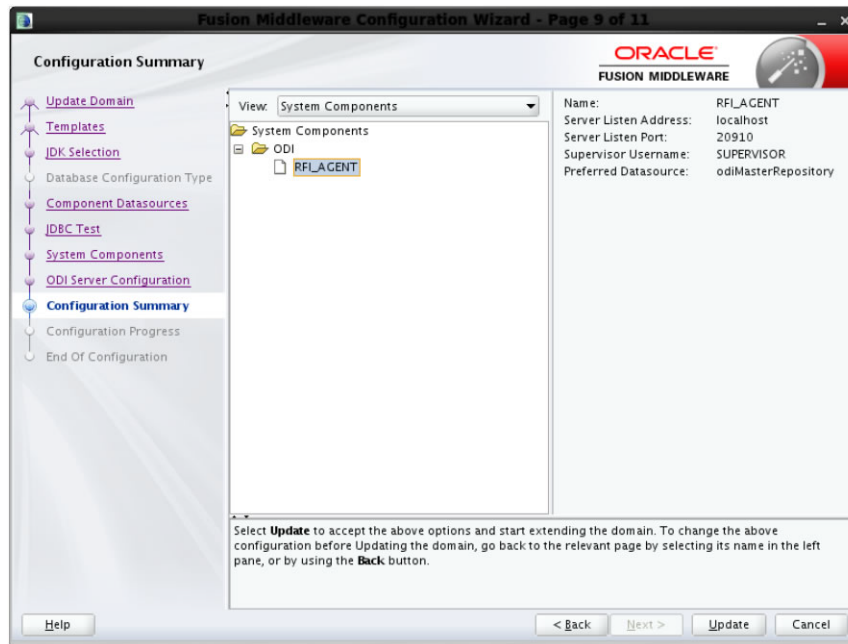 Fusion Middleware Configuration Wizard - Page 9 of 11
Configuration Summary
ORACLE
FUSION MIDDLEWARE
Update Domain
Templates
JDK Selection
Database Configuration Type
Component Datasources
JDBC Test
System Components
ODI Server Configuration
Configuration Summary
Configuration Progress
End Of Configuration
View: System Components
System Components
ODI
RFI_AGENT
Name: RFI_AGENT
Server Listen Address: localhost
Server Listen Port: 20910
Supervisor Username: SUPERVISOR
Preferred Datasource: odiMasterRepository
Select Update to accept the above options and start extending the domain. To change the above
configuration before Updating the domain, go back to the relevant page by selecting its name in the left
pane, or by using the Back button.
Help
< Back
Next >
Update
Cancel